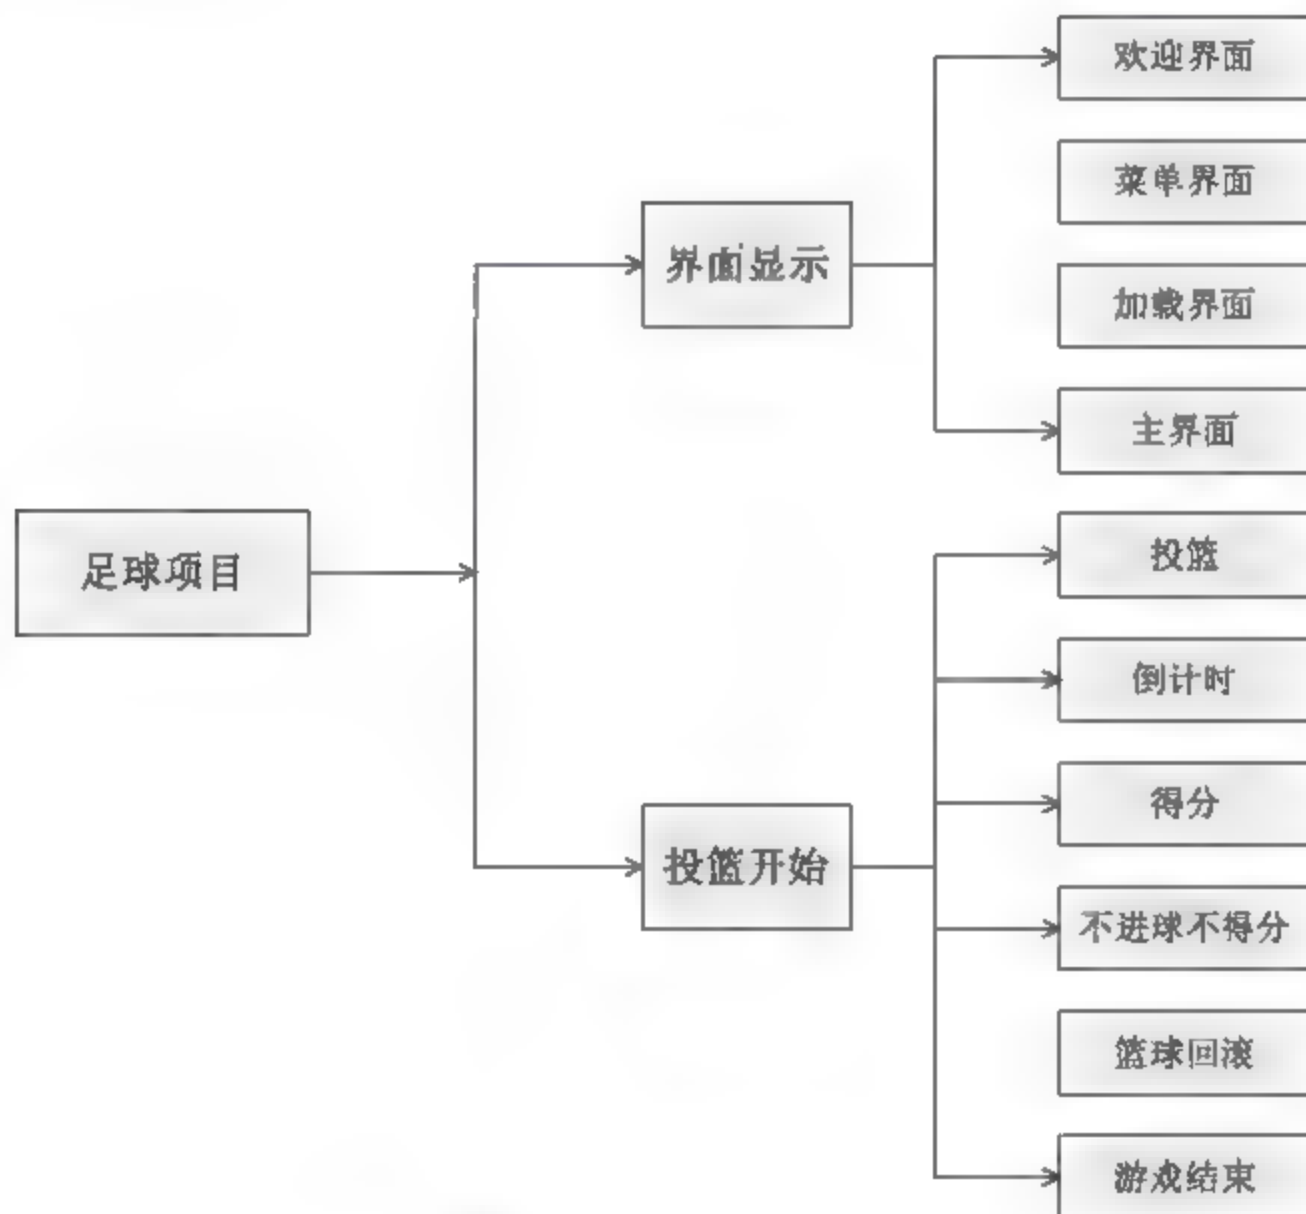 欢迎界面
菜单界面
界面显示
加载界面
主界面
足球项目
投篮
倒计时
得分
投篮开始
不进球不得分
篮球回滚
游戏结束